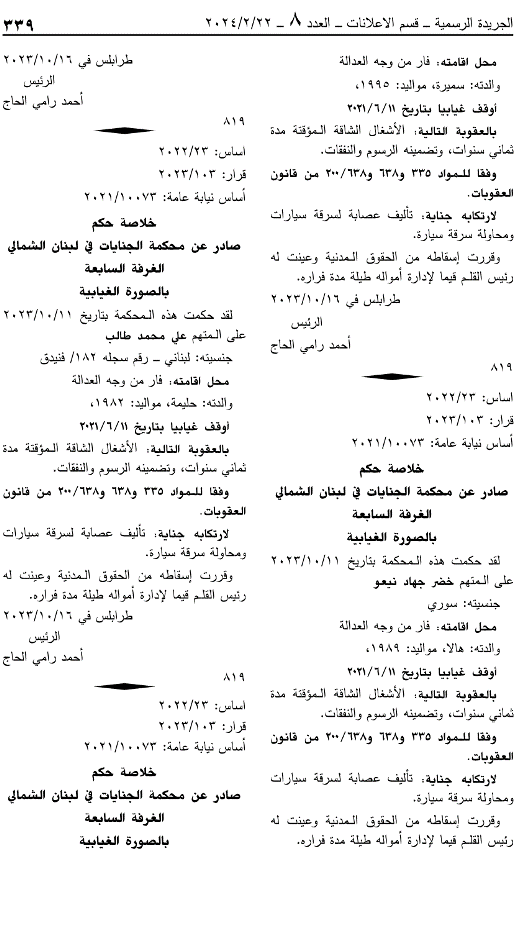 الجريدة الرسمية – قسم الاعلانات – العدد ٨ – ٢٠٢٤/٢/٢٢
٣٣٩
محل اقامته: فار من وجه العدالة
والدته: سميرة، مواليد: ١٩٩٥،
أوقف غيابيا بتاريخ ٢٠٢١/٦/١١
بالعقوبة التالية: الأشغال الشاقة المؤقتة مدة
ثماني سنوات، وتضمينه الرسوم والنفقات.
وفقا للمواد ٣٣٥ و٦٣٨ و٢٠٠/٦٣٨ من قانون
العقوبات.
لارتكابه جناية: تأليف عصابة لسرقة سيارات
ومحاولة سرقة سيارة.
وقررت إسقاطه من الحقوق المدنية وعينت له
رئيس القلم قيما لإدارة أمواله طيلة مدة فراره.
طرابلس في ٢٠٢٣/١٠/١٦
الرئيس
أحمد رامي الحاج
٨١٩
اساس: ٢٠٢٢/٢٣
قرار: ٢٠٢٣/١٠٣
أساس نيابة عامة: ٢٠٢١/١٠٠٧٣
خلاصة حكم
صادر عن محكمة الجنايات في لبنان الشمالي
الغرفة السابعة
بالصورة الغيابية
لقد حكمت هذه المحكمة بتاريخ ٢٠٢٣/١٠/١١
على المتهم خضر جهاد نيعو
جنسيته: سوري
محل اقامته: فار من وجه العدالة
والدته: هالا، مواليد: ١٩٨٩،
أوقف غيابيا بتاريخ ٢٠٢١/٦/١١
بالعقوبة التالية: الأشغال الشاقة المؤقتة مدة
ثماني سنوات، وتضمينه الرسوم والنفقات.
وفقا للمواد ٣٣٥ و٦٣٨ و٢٠٠/٦٣٨ من قانون
العقوبات.
لارتكابه جناية: تأليف عصابة لسرقة سيارات
ومحاولة سرقة سيارة.
وقررت إسقاطه من الحقوق المدنية وعينت له
رئيس القلم قيما لإدارة أمواله طيلة مدة فراره.
طرابلس في ٢٠٢٣/١٠/١٦
الرئيس
أحمد رامي الحاج
٨١٩
اساس: ٢٠٢٢/٢٣
قرار: ٢٠٢٣/١٠٣
أساس نيابة عامة: ٢٠٢١/١٠٠٧٣
خلاصة حكم
صادر عن محكمة الجنايات في لبنان الشمالي
الغرفة السابعة
بالصورة الغيابية
لقد حكمت هذه المحكمة بتاريخ ٢٠٢٣/١٠/١١
على المتهم علي محمد طالب
جنسيته: لبناني – رقم سجله ١٨٢/ فنيدق
محل اقامته: فار من وجه العدالة
والدته: حليمة، مواليد: ١٩٨٢،
أوقف غيابيا بتاريخ ٢٠٢١/٦/١١
بالعقوبة التالية: الأشغال الشاقة المؤقتة مدة
ثماني سنوات، وتضمينه الرسوم والنفقات.
وفقا للمواد ٣٣٥ و٦٣٨ و٢٠٠/٦٣٨ من قانون
العقوبات.
لارتكابه جناية: تأليف عصابة لسرقة سيارات
ومحاولة سرقة سيارة.
وقررت إسقاطه من الحقوق المدنية وعينت له
رئيس القلم قيما لإدارة أمواله طيلة مدة فراره.
طرابلس في ٢٠٢٣/١٠/١٦
الرئيس
أحمد رامي الحاج
٨١٩
اساس: ٢٠٢٢/٢٣
قرار: ٢٠٢٣/١٠٣
أساس نيابة عامة: ٢٠٢١/١٠٠٧٣
خلاصة حكم
صادر عن محكمة الجنايات في لبنان الشمالي
الغرفة السابعة
بالصورة الغيابية